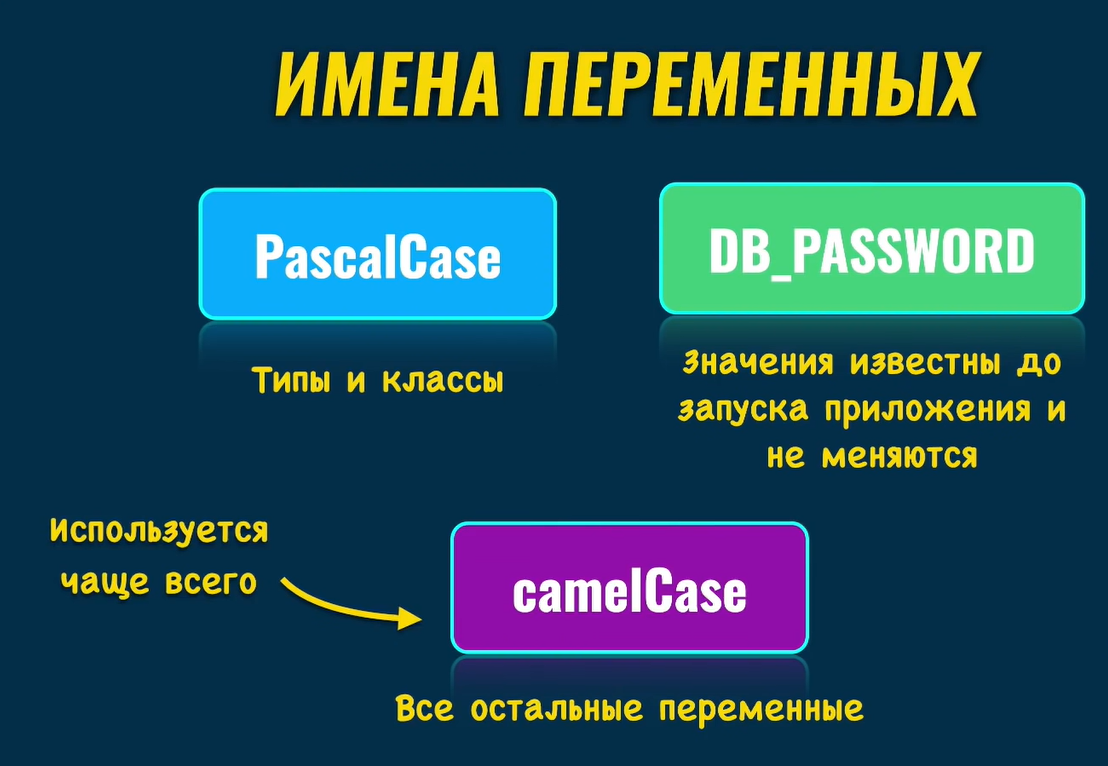 ИМЕНА ПЕРЕМЕННЫХ
PascalCase
Типы и классы
DB_PASSWORD
Значения известны до
запуска приложения и
не меняются
Используется
чаще всего
camelCase
Все остальные переменные